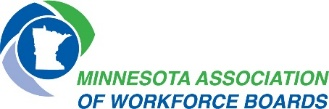 MINNESOTA ASSOCIATION
OF WORKFORCE BOARDS